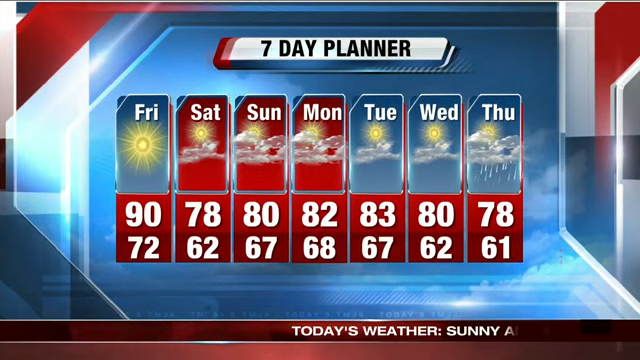 7 DAY PLANNER
Fri Sat Sun Mon Tue Wed Thu
90 78 80 82 83 80 78
72 62 67 68 67 62 61
TODAY'S WEATHER: SUNNY